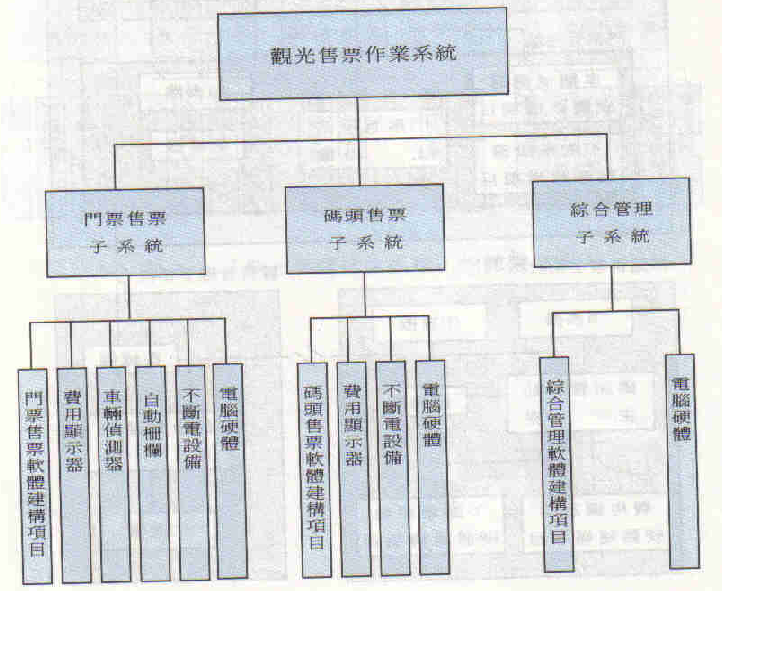 觀光售票作業系統
門票售票
子系統
碼頭售票
子系統
綜合管理
子系統
門票售票軟體建構項目
費用顯示器
車輛偵測器
自動柵欄
不斷電設備
電腦硬體
碼頭售票軟體建構項目
費用顯示器
不斷電設備
電腦硬體
綜合管理軟體建構項目
電腦硬體